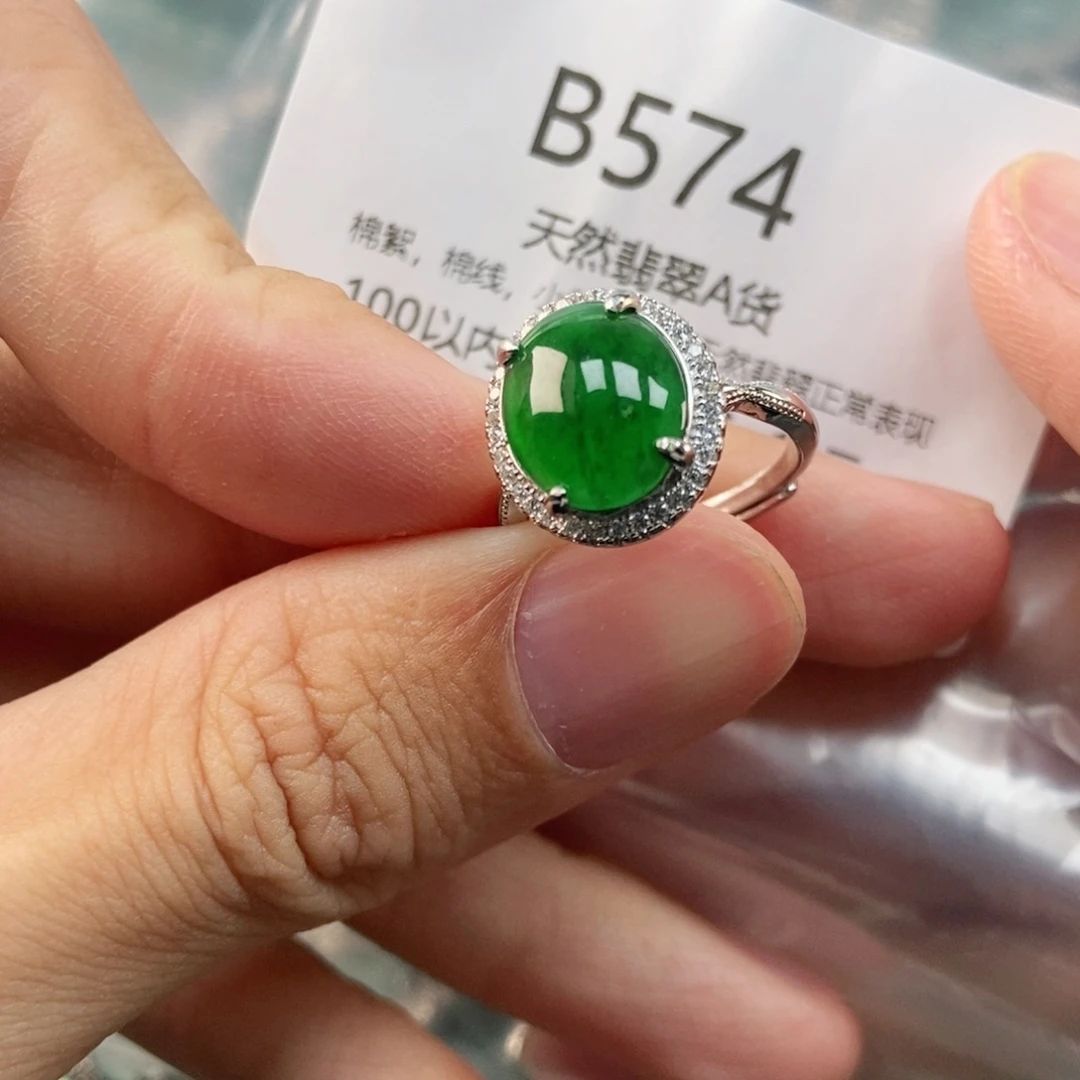 B574
天然翡翠A货
棉絮，棉线，小
然翡翠正常表现
100以内